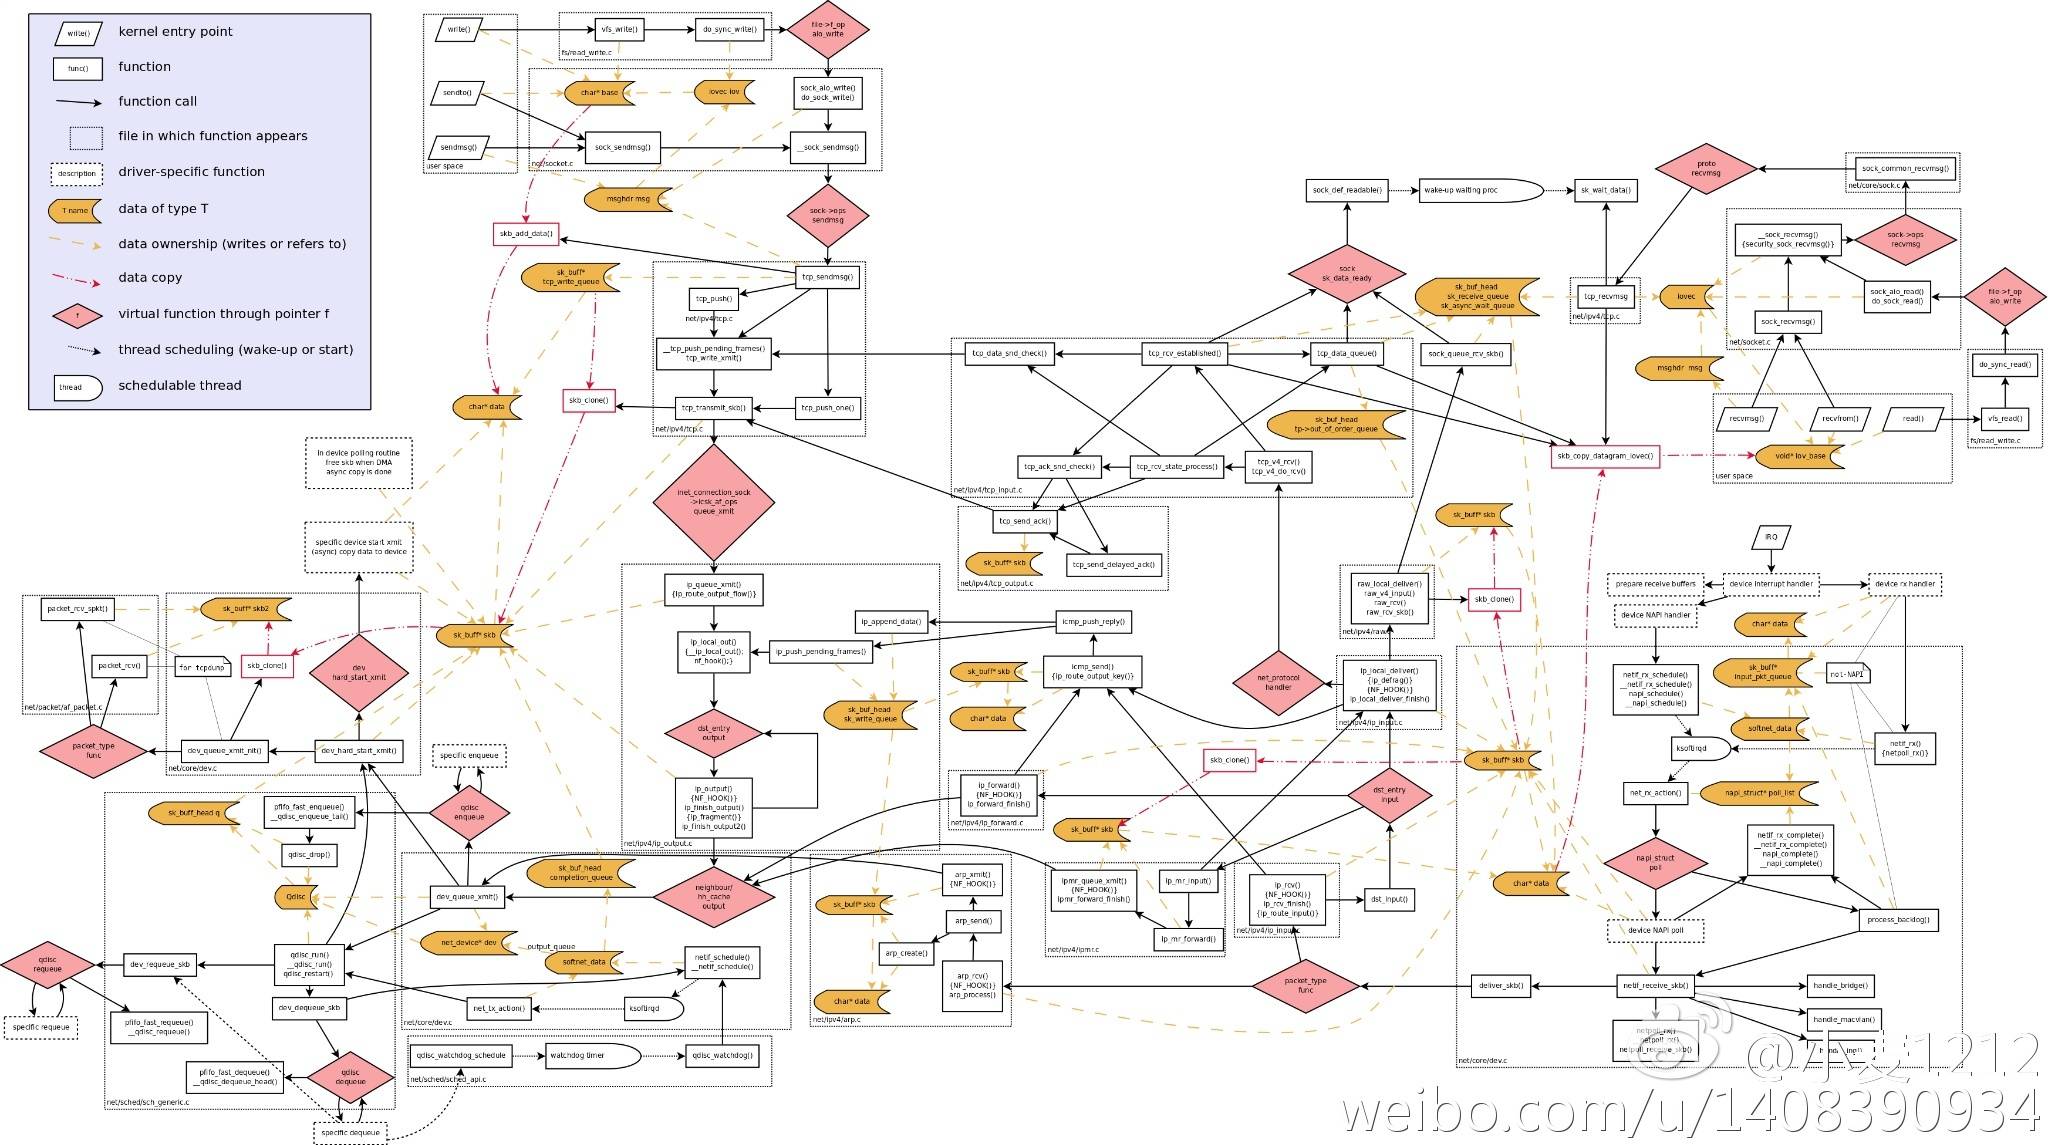 write()
kernel entry point
func()
function
function call
file in which function appears
description
driver-specific function
T name
data of type T
data ownership (writes or refers to)
data copy
f
virtual function through pointer f
thread scheduling (wake-up or start)
thread
schedulable thread
write()
sendto()
sendmsg()
user space
vfs_write()
do_sync_write()
fs/read_write.c
file->f_op
aio_write
char* base
iovec iov
sock_aio_write()
do_sock_write()
sock_sendmsg()
__sock_sendmsg()
net/socket.c
msghdr msg
sock->ops
sendmsg
skb_add_data()
sk_buff*
tcp_write_queue
tcp_sendmsg()
tcp_push()
net/ipv4/tcp.c
__tcp_push_pending_frames()
tcp_write_xmit()
skb_clone()
char* data
tcp_transmit_skb()
tcp_push_one()
net/ipv4/tcp.c
in device polling routine
free skb when DMA
async copy is done
inet_connection_sock
->icsk_af_ops
queue_xmit
specific device start xmit
(async) copy data to device
packet_rcv_spkt()
sk_buff* skb2
packet_rcv()
for tcpdump
skb_clone()
net/packet/af_packet.c
dev
hard_start_xmit
sk_buff* skb
packet_type
func
dev_queue_xmit_nit()
dev_hard_start_xmit()
net/core/dev.c
ip_queue_xmit()
{ip_route_output_flow()}
ip_local_out()
{__ip_local_out();
nf_hook();}
ip_push_pending_frames()
ip_append_data()
icmp_push_reply()
icmp_send()
{ip_route_output_key()}
sk_buff* skb
char* data
sk_buf_head
sk_write_queue
dst_entry
output
ip_output()
{NF_HOOK()}
ip_finish_output()
{ip_fragment()}
ip_finish_output2()
net/ipv4/ip_output.c
specific enqueue
qdisc
enqueue
sk_buff_head q
pfifo_fast_enqueue()
__qdisc_enqueue_tail()
qdisc_drop()
Qdisc
sk_buf_head
completion_queue
dev_queue_xmit()
neighbour/
hh_cache
output
net_device* dev
output_queue
softnet_data
netif_schedule()
__netif_schedule()
net_tx_action()
ksoftirqd
net/core/dev.c
qdisc
requeue
dev_requeue_skb
qdisc_run()
__qdisc_run()
qdisc_restart()
dev_dequeue_skb
specific requeue
pfifo_fast_requeue()
__qdisc_requeue()
pfifo_fast_dequeue()
__qdisc_dequeue_head()
qdisc
dequeue
net/sched/sch_generic.c
specific dequeue
qdisc_watchdog_schedule
watchdog timer
qdisc_watchdog()
net/sched/sched_api.c
sock_def_readable()
wake-up waiting proc
sk_wait_data()
sock
sk_data_ready
sk_buf_head
sk_receive_queue
sk_async_wait_queue
tcp_recvmsg
net/ipv4/tcp.c
tcp_data_snd_check()
tcp_rcv_established()
tcp_data_queue()
sock_queue_rcv_skb()
sk_buf_head
tp->out_of_order_queue
tcp_ack_snd_check()
tcp_rcv_state_process()
tcp_v4_rcv()
tcp_v4_do_rcv()
net/ipv4/tcp_input.c
tcp_send_ack()
sk_buff* skb
tcp_send_delayed_ack()
net/ipv4/tcp_output.c
proto
recvmsg
sock_common_recvmsg()
net/core/sock.c
__sock_recvmsg()
{security_sock_recvmsg()}
sock->ops
recvmsg
iovec
sock_aio_read()
do_sock_read()
file->f_op
aio_write
sock_recvmsg()
net/socket.c
msghdr msg
do_sync_read()
recvmsg()
recvfrom()
read()
vfs_read()
fs/read_write.c
skb_copy_datagram_iovec()
void* iov_base
user space
sk_buff* skb
skb_clone()
raw_local_deliver()
raw_v4_input()
raw_rcv()
raw_rcv_skb()
net/ipv4/raw.c
net_protocol
handler
ip_local_deliver()
{ip_defrag()}
{NF_HOOK()}
ip_local_deliver_finish()
net/ipv4/ip_input.c
skb_clone()
sk_buff* skb
ip_forward()
{NF_HOOK()}
ip_forward_finish()
net/ipv4/ip_forward.c
dst_entry
input
sk_buff* skb
arp_xmit()
{NF_HOOK()}
sk_buff* skb
arp_send()
arp_create()
arp_rcv()
{NF_HOOK()}
arp_process()
char* data
net/ipv4/arp.c
ipmr_queue_xmit()
{NF_HOOK()}
ipmr_forward_finish()
ip_mr_input()
ip_mr_forward()
net/ipv4/ipmr.c
ip_rcv()
{NF_HOOK()}
ip_rcv_finish()
{ip_route_input()}
net/ipv4/ip_input.c
dst_input()
packet_type
func
deliver_skb()
IRQ
prepare receive buffers
device interrupt handler
device rx handler
device NAPI handler
char* data
netif_rx_schedule()
__netif_rx_schedule()
napi_schedule()
__napi_schedule()
sk_buff*
input_pkt_queue
not-NAPI
softnet_data
ksoftirqd
netif_rx()
{netpoll_rx()}
net_rx_action()
napi_struct* poll_list
netif_rx_complete()
__netif_rx_complete()
napi_complete()
__napi_complete()
napi_struct
poll
char* data
process_backlog()
device NAPI poll
netif_receive_skb()
handle_bridge()
handle_macvlan()
netpoll_rx()
netpoll_receive_skb()
net/core/dev.c
weibo.com/u/1408390934